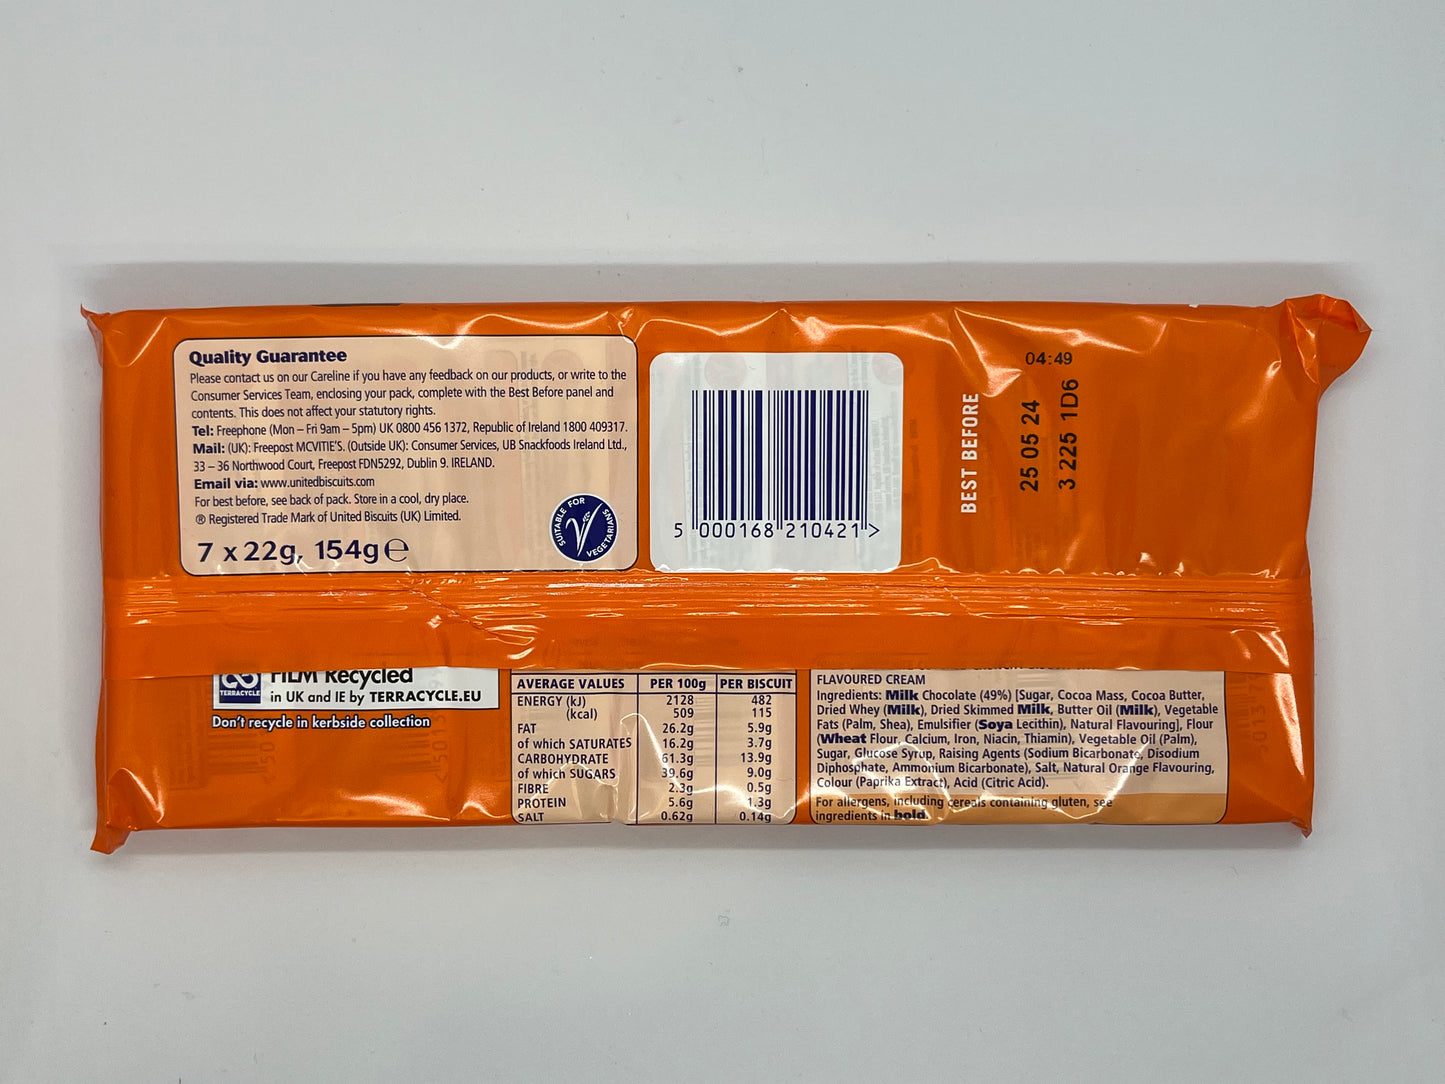 Quality Guarantee
Please contact us on our Careline if you have any feedback on our products, or write to the
Consumer Services Team, enclosing your pack, complete with the Best Before panel and
contents. This does not affect your statutory rights.
Tel: Freephone (Mon – Fri 9am – 5pm) UK 0800 456 1372, Republic of Ireland 1800 409317.
Mail: (UK): Freepost MCVITIE'S. (Outside UK): Consumer Services, UB Snackfoods Ireland Ltd.,
33 – 36 Northwood Court, Freepost FDN5292, Dublin 9. IRELAND.
Email via: www.unitedbiscuits.com
For best before, see back of pack. Store in a cool, dry place.
® Registered Trade Mark of United Biscuits (UK) Limited.
7 x 22g, 154g ℮
SUITABLE FOR VEGETARIANS
5 000168 210421 >
BEST BEFORE
04:49
25 05 24
3 225 1D6
TERRACYCLE
FILM Recycled
in UK and IE by TERRACYCLE.EU
Don't recycle in kerbside collection
AVERAGE VALUES PER 100g PER BISCUIT
ENERGY (kJ) 2128 482
(kcal) 509 115
FAT 26.2g 5.9g
of which SATURATES 16.2g 3.7g
CARBOHYDRATE 61.3g 13.9g
of which SUGARS 39.6g 9.0g
FIBRE 2.3g 0.5g
PROTEIN 5.6g 1.3g
SALT 0.62g 0.14g
FLAVOURED CREAM
Ingredients: Milk Chocolate (49%) [Sugar, Cocoa Mass, Cocoa Butter,
Dried Whey (Milk), Dried Skimmed Milk, Butter Oil (Milk), Vegetable
Fats (Palm, Shea), Emulsifier (Soya Lecithin), Natural Flavouring], Flour
(Wheat Flour, Calcium, Iron, Niacin, Thiamin), Vegetable Oil (Palm),
Sugar, Glucose Syrup, Raising Agents (Sodium Bicarbonate, Disodium
Diphosphate, Ammonium Bicarbonate), Salt, Natural Orange Flavouring,
Colour (Paprika Extract), Acid (Citric Acid).
For allergens, including cereals containing gluten, see
ingredients in bold.